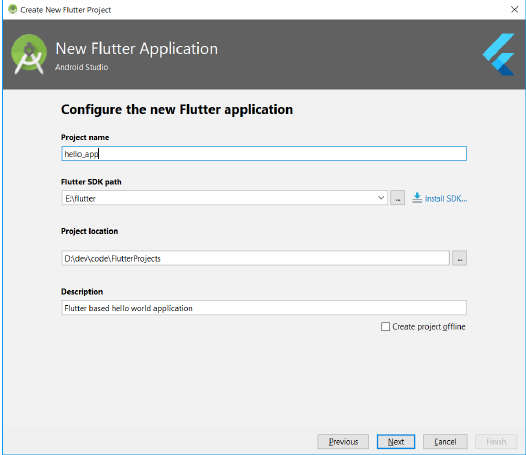 Create New Flutter Project
New Flutter Application
Android Studio
Configure the new Flutter application
Project name
hello_app
Flutter SDK path
E:\flutter
... Install SDK...
Project location
D:\dev\code\FlutterProjects
...
Description
Flutter based hello world application
Create project offline
Previous Next Cancel Finish